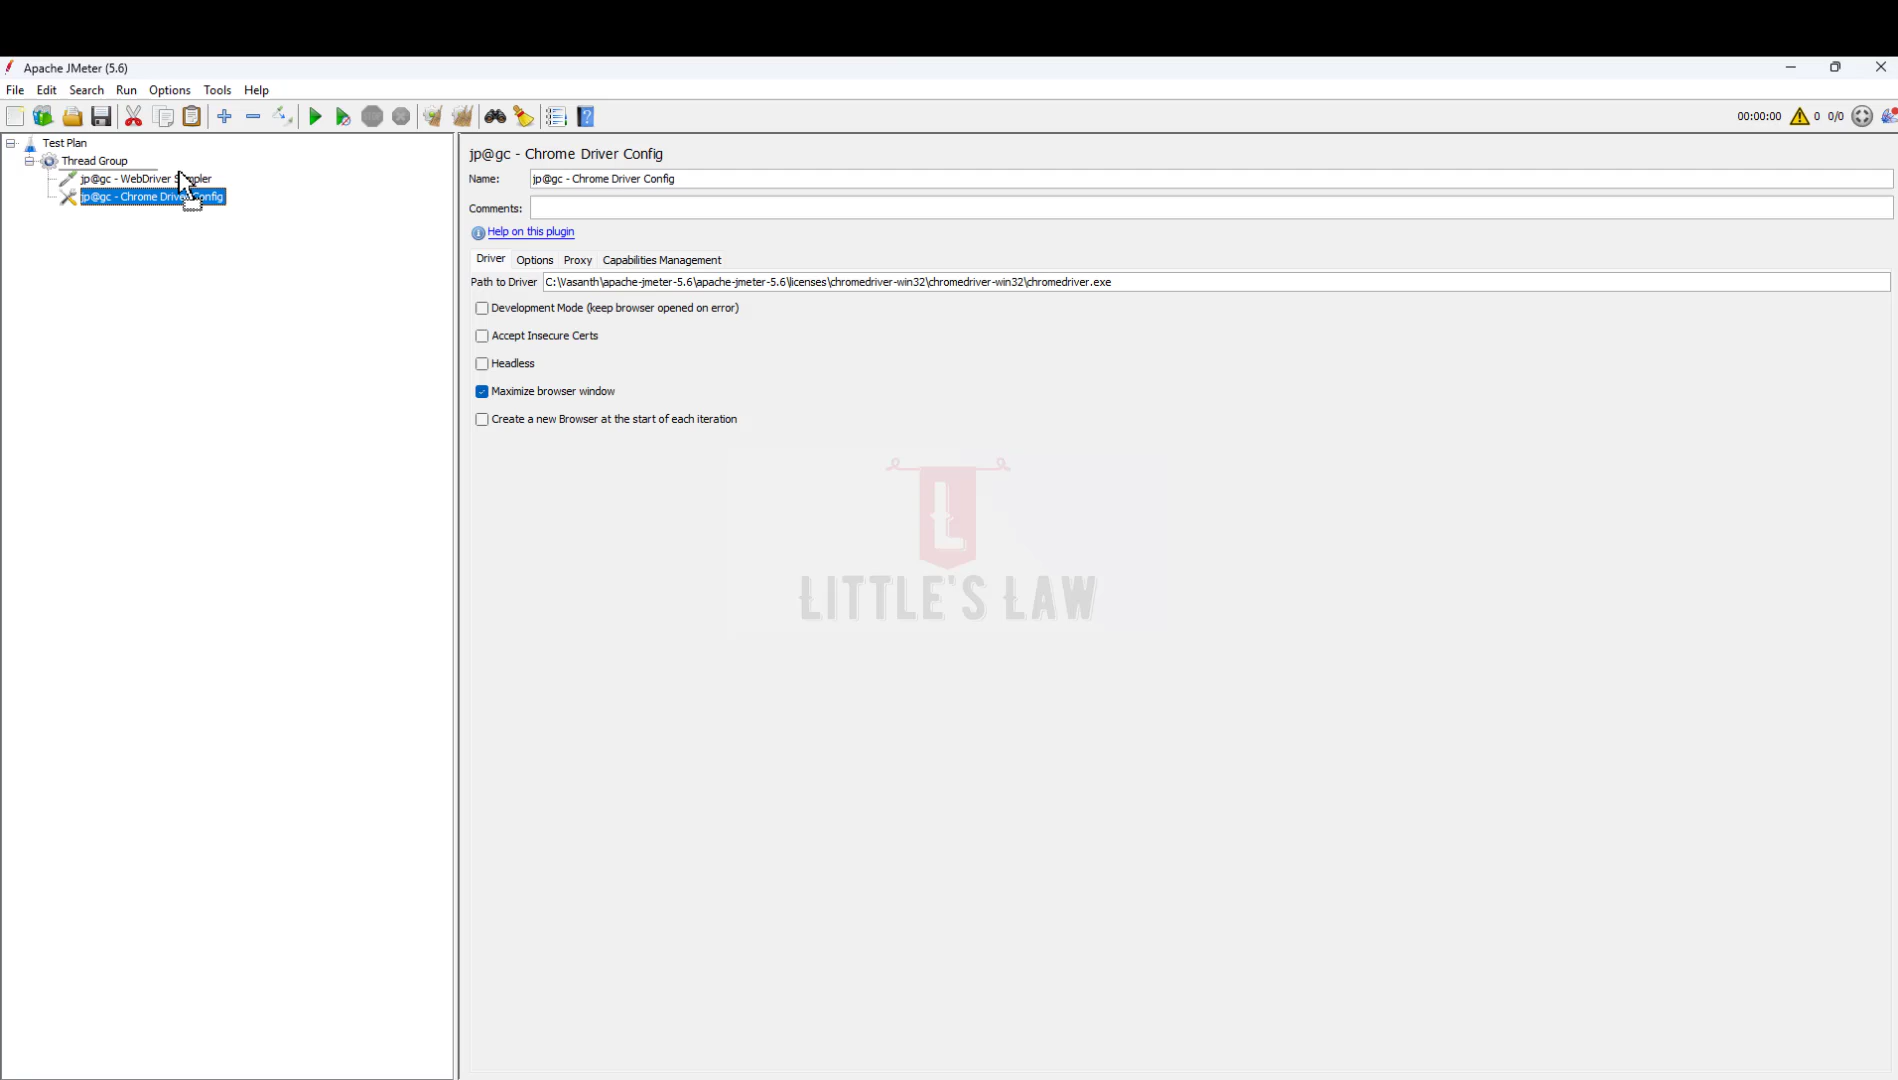 Apache JMeter (5.6)
File Edit Search Run Options Tools Help
00:00:00 0 0/0
Test Plan
Thread Group
jp@gc - WebDriver Sampler
jp@gc - Chrome Driver Config
jp@gc - Chrome Driver Config
Name: jp@gc - Chrome Driver Config
Comments:
Help on this plugin
Driver Options Proxy Capabilities Management
Path to Driver C:\Vasanth\apache-jmeter-5.6\apache-jmeter-5.6\licenses\chromedriver-win32\chromedriver-win32\chromedriver.exe
Development Mode (keep browser opened on error)
Accept Insecure Certs
Headless
Maximize browser window
Create a new Browser at the start of each iteration
L
LITTLE'S LAW